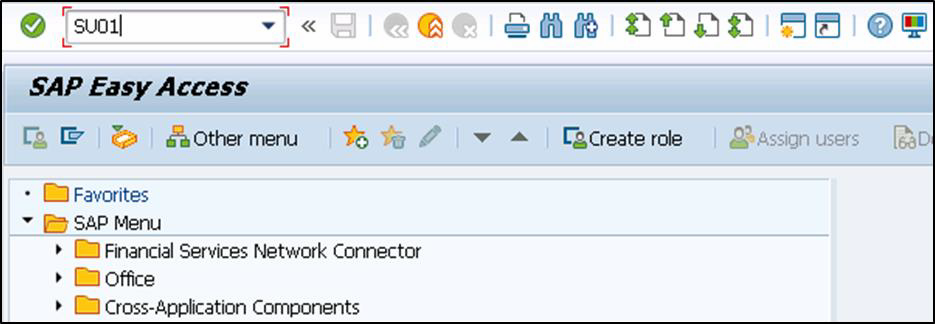 SU01
SAP Easy Access
Other menu Create role Assign users
Favorites
SAP Menu
Financial Services Network Connector
Office
Cross-Application Components